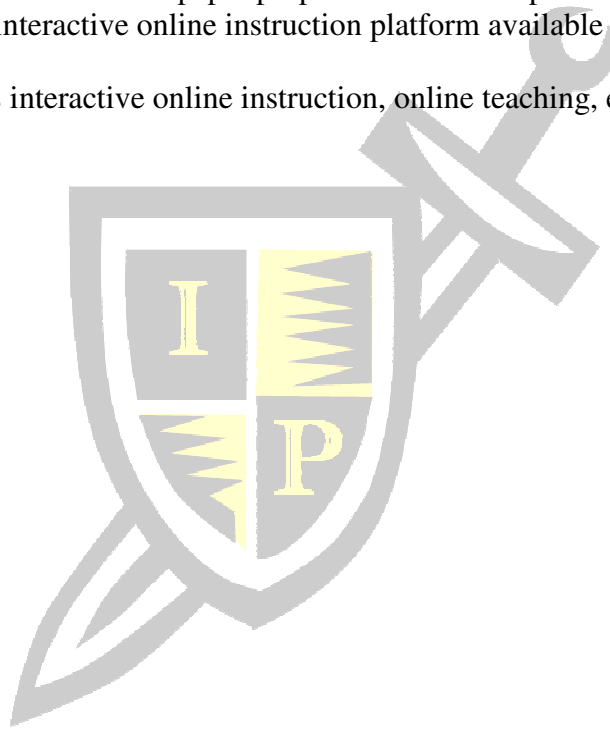 interactive online instruction platform available
interactive online instruction, online teaching,
I
P